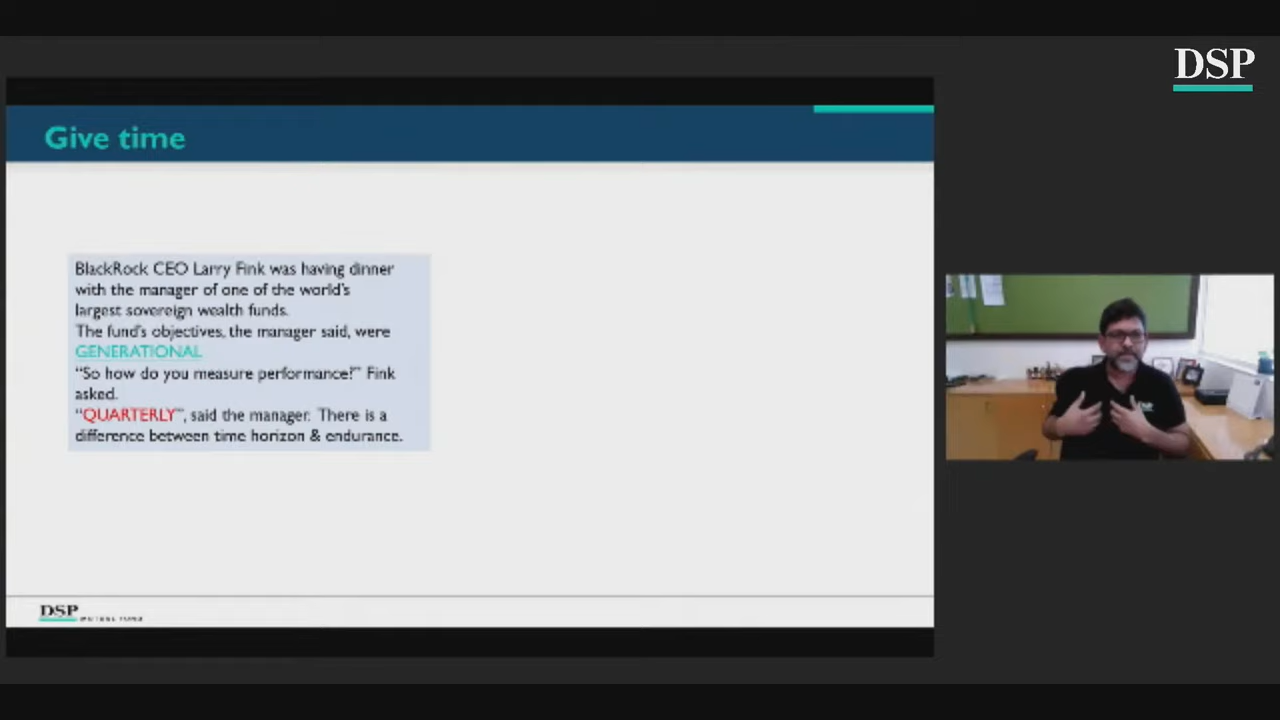 DSP
Give time
BlackRock CEO Larry Fink was having dinner
with the manager of one of the world's
largest sovereign wealth funds.
The fund's objectives, the manager said, were
GENERATIONAL
“So how do you measure performance?” Fink
asked.
“QUARTERLY”, said the manager. There is a
difference between time horizon & endurance.
DSP
MUTUAL FUND